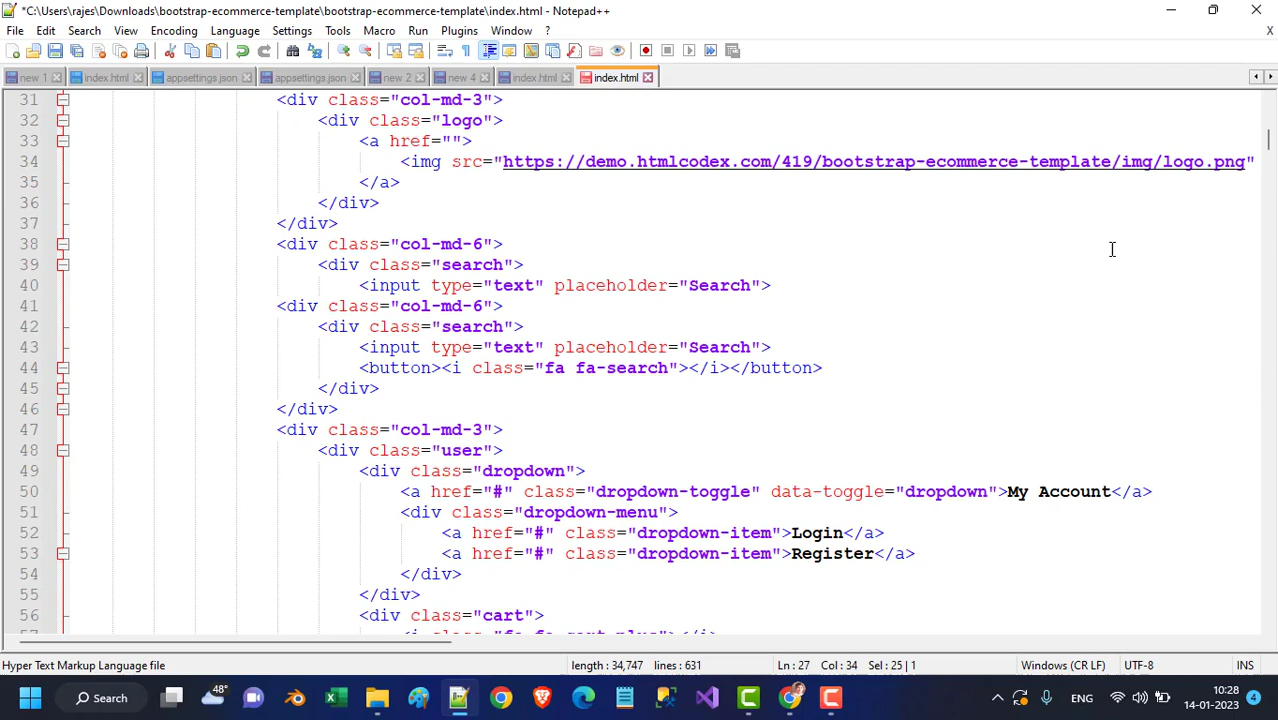 *C:\Users\rajes\Downloads\bootstrap-ecommerce-template\bootstrap-ecommerce-template\index.html - Notepad++
File Edit Search View Encoding Language Settings Tools Macro Run Plugins Window ? X
new 1 index.html appsettings.json appsettings.json new 2 new 4 index.html index.html
31 <div class="col-md-3">
32 <div class="logo">
33 <a href="">
34 <img src="https://demo.htmlcodex.com/419/bootstrap-ecommerce-template/img/logo.png"
35 </a>
36 </div>
37 </div>
38 <div class="col-md-6">
39 <div class="search">
40 <input type="text" placeholder="Search">
41 <div class="col-md-6">
42 <div class="search">
43 <input type="text" placeholder="Search">
44 <button><i class="fa fa-search"></i></button>
45 </div>
46 </div>
47 <div class="col-md-3">
48 <div class="user">
49 <div class="dropdown">
50 <a href="#" class="dropdown-toggle" data-toggle="dropdown">My Account</a>
51 <div class="dropdown-menu">
52 <a href="#" class="dropdown-item">Login</a>
53 <a href="#" class="dropdown-item">Register</a>
54 </div>
55 </div>
56 <div class="cart">
57 <i class="fa fa-cart-plus"></i>
Hyper Text Markup Language file length : 34,747 lines : 631 Ln : 27 Col : 34 Sel : 25 | 1 Windows (CR LF) UTF-8 INS
48° Search ENG 10:28
14-01-2023 4